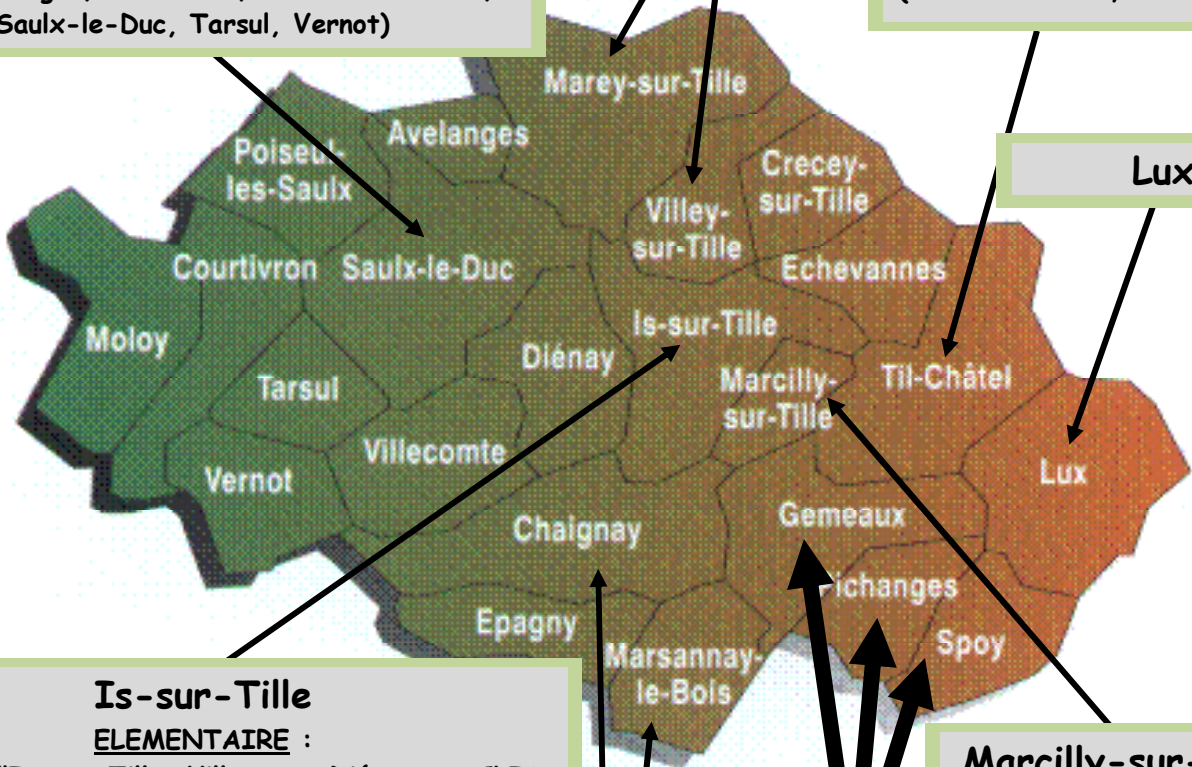 Saulx-le-Duc, Tarsul, Vernot)
Marey-sur-Tille
Avelanges
Poiseul-
les-Saulx
Crecey-
sur-Tille
Lux
Villey-
sur-Tille
Courtivron
Saulx-le-Duc
Echevannes
Moloy
Is-sur-Tille
Diénay
Tarsul
Marcilly-
sur-Tille
Til-Châtel
Villecomte
Vernot
Lux
Chaignay
Gemeaux
Pichanges
Epagny
Spoy
Marsannay-
le-Bois
Is-sur-Tille
ELEMENTAIRE :
Marcilly-sur-